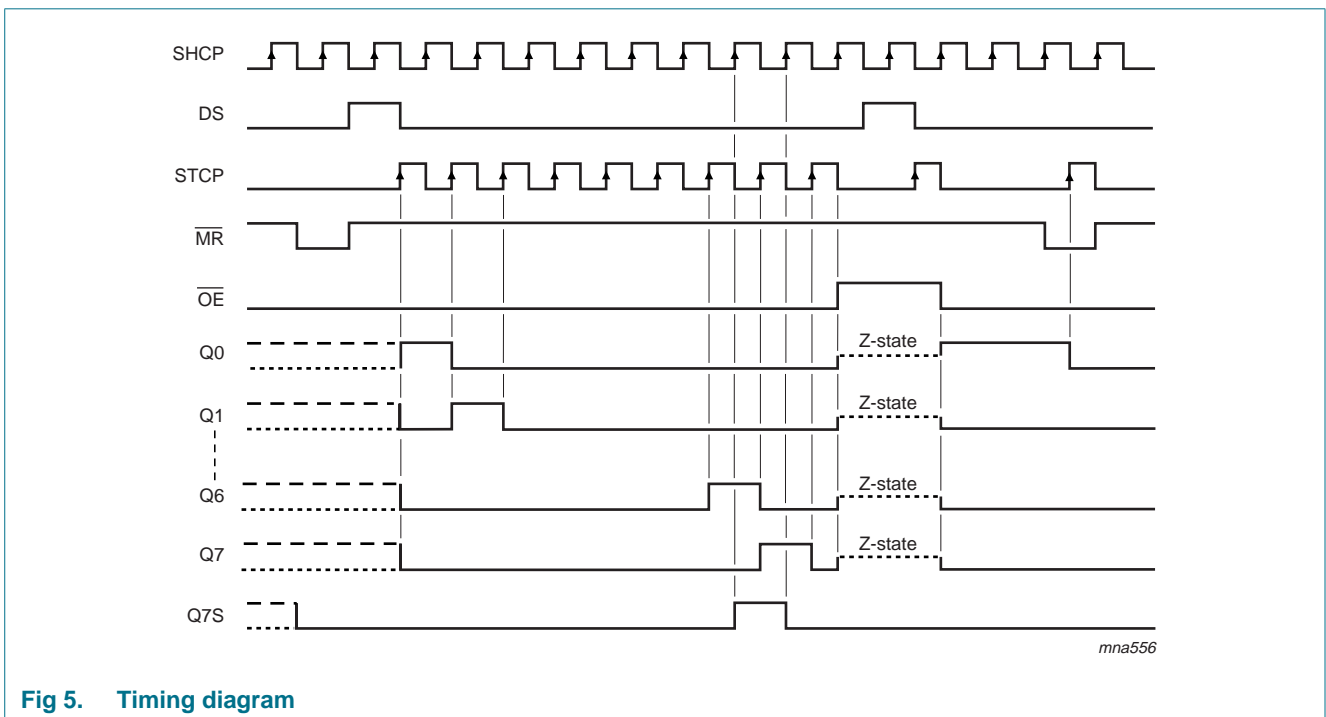 SHCP
DS
STCP
MR
OE
Q0 Z-state
Q1 Z-state
Q6 Z-state
Q7 Z-state
Q7S
mna556
Fig 5. Timing diagram